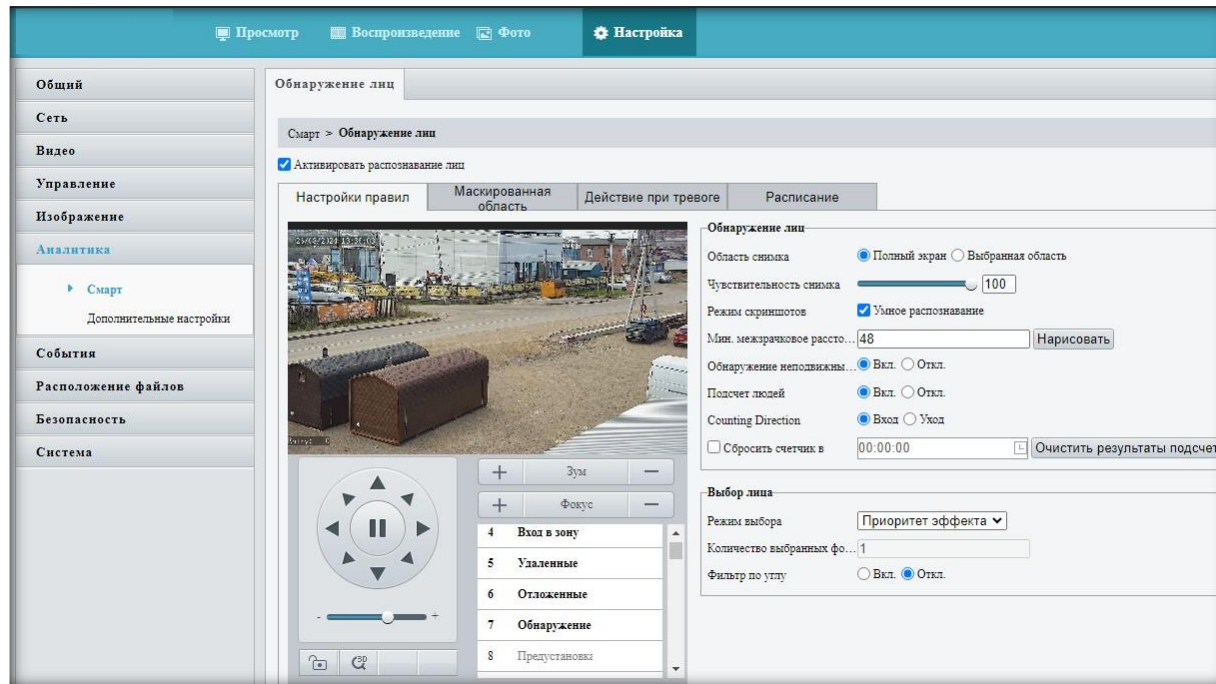 Просмотр Воспроизведение Фото Настройка
Общий
Сеть
Видео
Управление
Изображение
Аналитика
Смарт
Дополнительные настройки
События
Расположение файлов
Безопасность
Система
Обнаружение лиц
Смарт > Обнаружение лиц
Активировать распознавание лиц
Настройки правил
Маскированная
область
Действие при тревоге
Расписание
Зум
Фокус
4 Вход в зону
5 Удаленные
6 Отложенные
7 Обнаружение
8 Предустановка
- +
3D
Обнаружение лиц
Область снимка Полный экран Выбранная область
Чувствительность снимка 100
Режим скриншотов Умное распознавание
Мин. межзрачковое рассто... 48 Нарисовать
Обнаружение неподвижны... Вкл. Откл.
Подсчет людей Вкл. Откл.
Counting Direction Вход Уход
Сбросить счетчик в 00:00:00 Очистить результаты подсчет
Выбор лица
Режим выбора Приоритет эффекта
Количество выбранных фо... 1
Фильтр по углу Вкл. Откл.